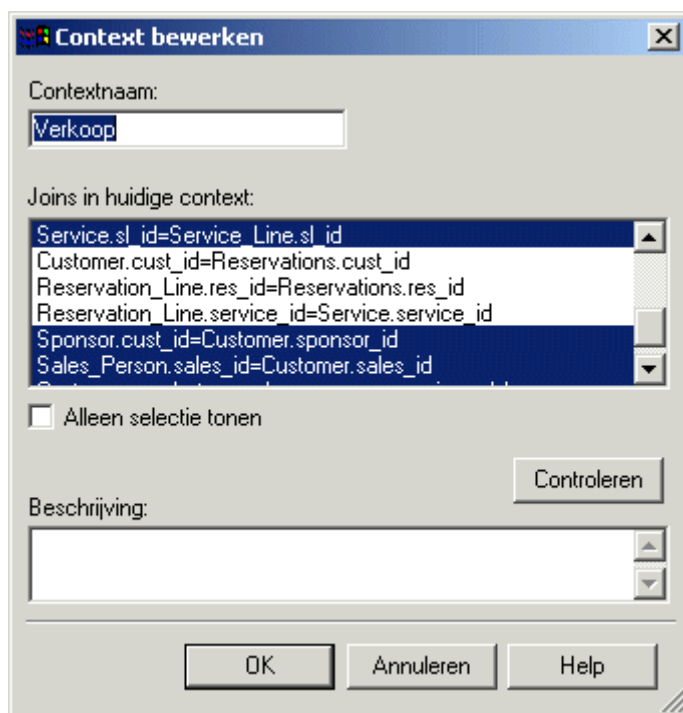 Context bewerken
Contextnaam:
Verkoop
Joins in huidige context:
Service.sl_id=Service_Line.sl_id
Customer.cust_id=Reservations.cust_id
Reservation_Line.res_id=Reservations.res_id
Reservation_Line.service_id=Service.service_id
Sponsor.cust_id=Customer.sponsor_id
Sales_Person.sales_id=Customer.sales_id
Alleen selectie tonen
Controleren
Beschrijving:
OK Annuleren Help